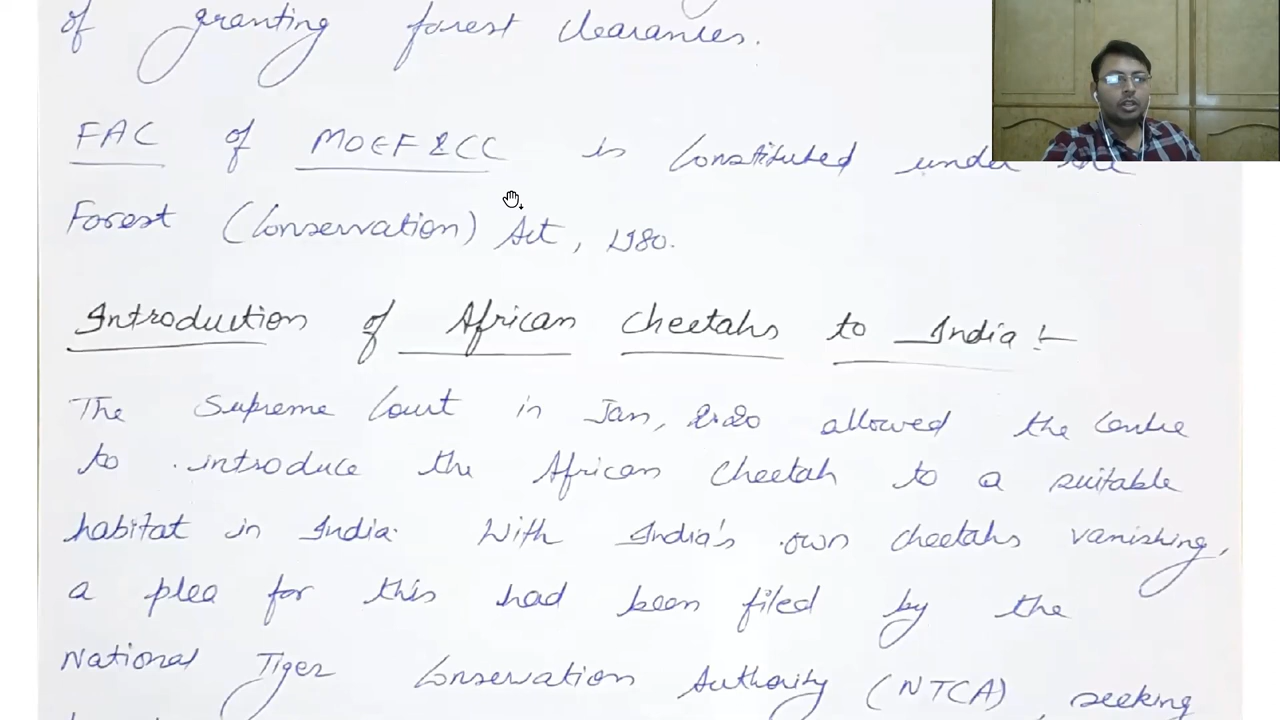 of granting forest clearances.
FAC of MOEF&CC is constituted under the
Forest (Conservation) Act, 1980.
Introduction of African Cheetahs to India :-
The Supreme Court in Jan, 2020 allowed the Centre
to introduce the African Cheetah to a suitable
habitat in India. With India's own cheetahs vanishing,
a plea for this had been filed by the
National Tiger Conservation Authority (NTCA), seeking